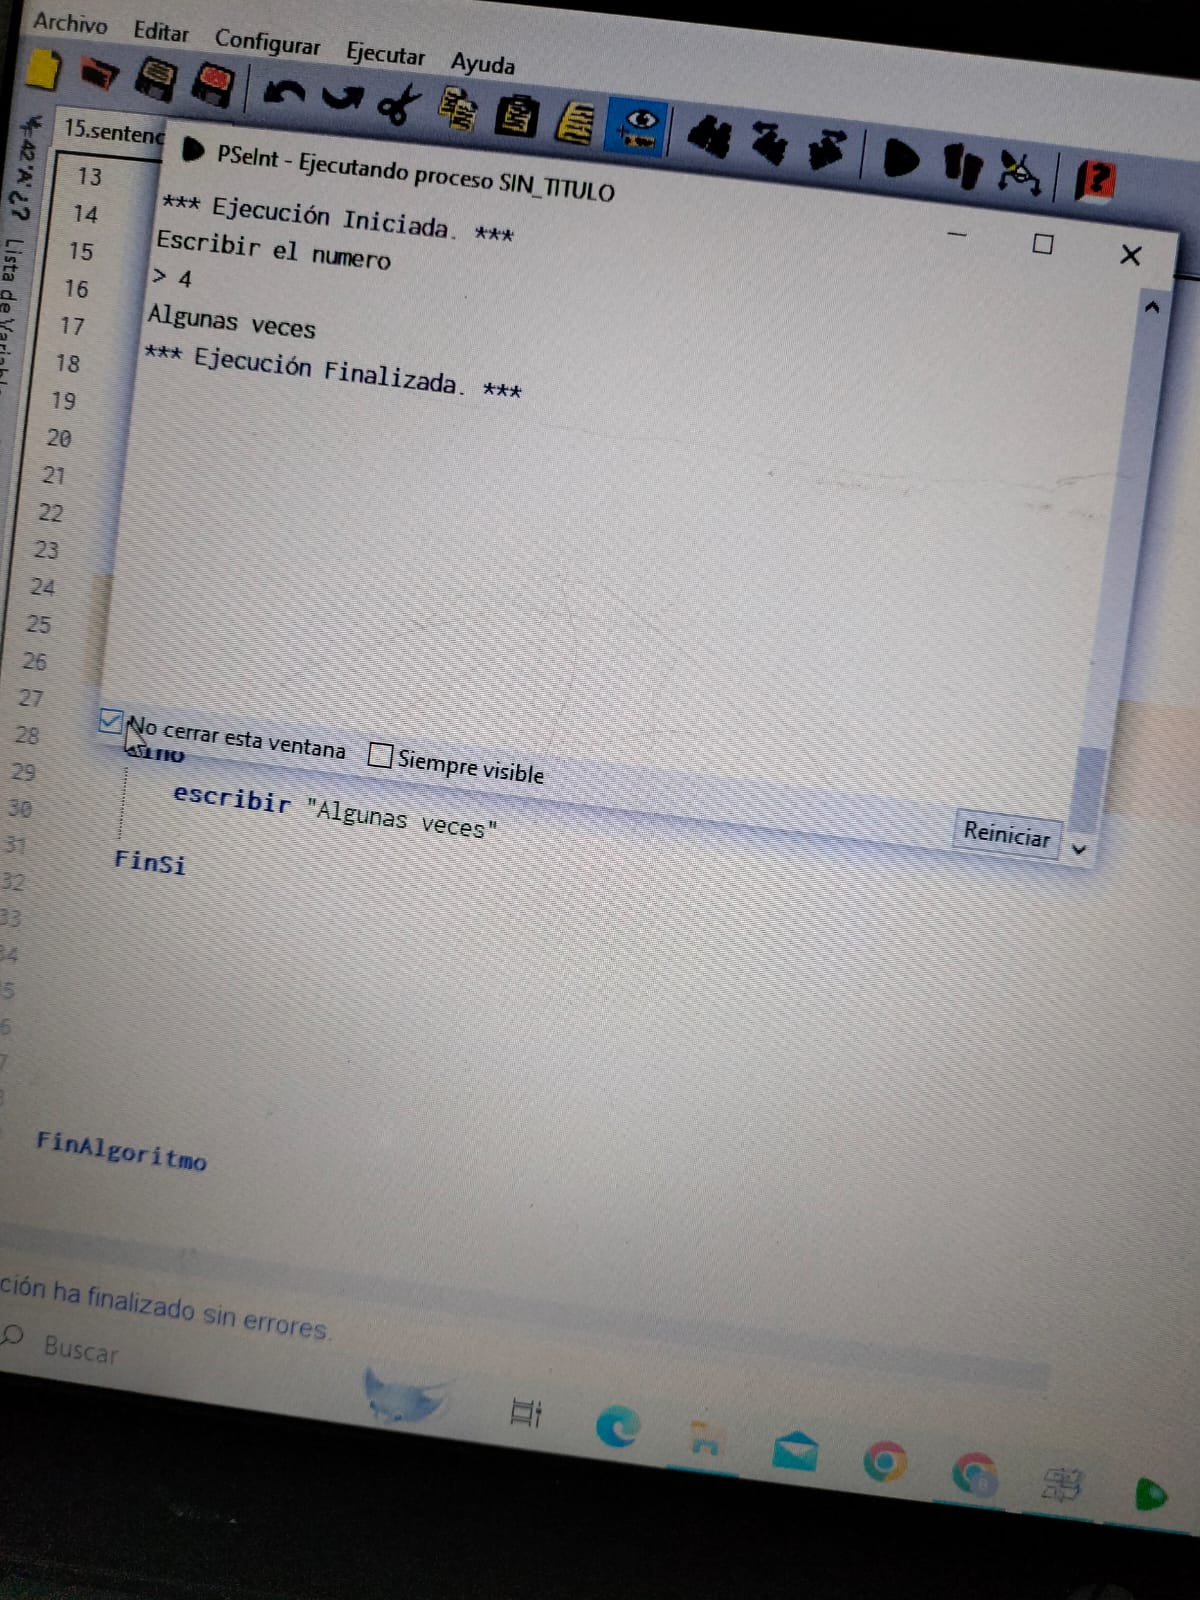 Archivo Editar Configurar Ejecutar Ayuda
15.sentenc
PSeInt - Ejecutando proceso SIN_TITULO
*** Ejecución Iniciada. ***
Escribir el numero
> 4
Algunas veces
*** Ejecución Finalizada. ***
13
14
15
16
17
18
19
20
21
22
23
24
25
26
27
28
29
30
31
32
33
34
No cerrar esta ventana Siempre visible
Reiniciar
escribir "Algunas veces"
FinSi
FinAlgoritmo
ción ha finalizado sin errores.
Buscar
*+42'A'¿? Lista de